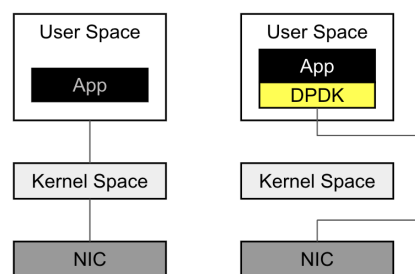 User Space
App
Kernel Space
NIC
User Space
App
DPDK
Kernel Space
NIC